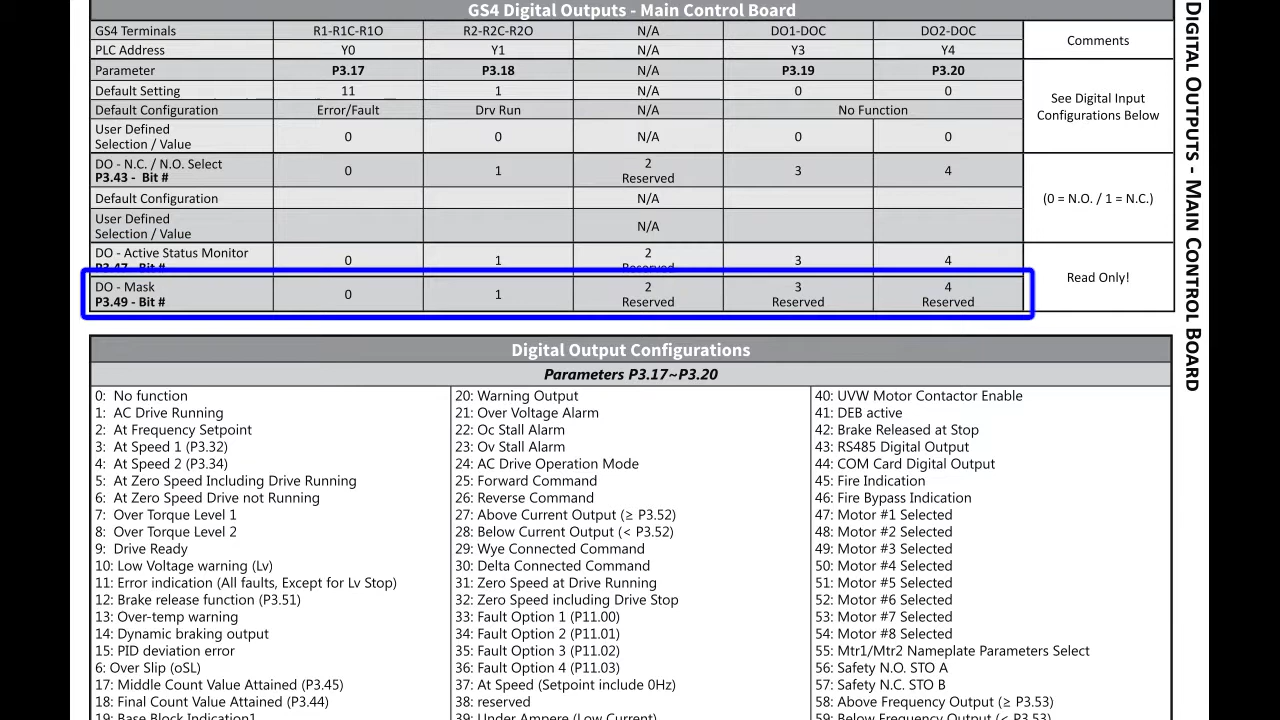 GS4 Digital Outputs - Main Control Board
GS4 Terminals R1-R1C-R1O R2-R2C-R2O N/A DO1-DOC DO2-DOC Comments
PLC Address Y0 Y1 N/A Y3 Y4
Parameter P3.17 P3.18 N/A P3.19 P3.20
Default Setting 11 1 N/A 0 0
See Digital Input
Configurations Below
Default Configuration Error/Fault Drv Run N/A No Function
User Defined
Selection / Value 0 0 N/A 0 0
DO - N.C. / N.O. Select
P3.43 - Bit # 0 1 2
Reserved 3 4
Default Configuration N/A (0 = N.O. / 1 = N.C.)
User Defined
Selection / Value N/A
DO - Active Status Monitor
P3.47 - Bit # 0 1 2
Reserved 3 4
Read Only!
DO - Mask
P3.49 - Bit # 0 1 2
Reserved 3
Reserved 4
Reserved
DIGITAL OUTPUTS - MAIN CONTROL BOARD
Digital Output Configurations
Parameters P3.17~P3.20
0: No function
1: AC Drive Running
2: At Frequency Setpoint
3: At Speed 1 (P3.32)
4: At Speed 2 (P3.34)
5: At Zero Speed Including Drive Running
6: At Zero Speed Drive not Running
7: Over Torque Level 1
8: Over Torque Level 2
9: Drive Ready
10: Low Voltage warning (Lv)
11: Error indication (All faults, Except for Lv Stop)
12: Brake release function (P3.51)
13: Over-temp warning
14: Dynamic braking output
15: PID deviation error
6: Over Slip (oSL)
17: Middle Count Value Attained (P3.45)
18: Final Count Value Attained (P3.44)
19: Base Block Indication1
20: Warning Output
21: Over Voltage Alarm
22: Oc Stall Alarm
23: Ov Stall Alarm
24: AC Drive Operation Mode
25: Forward Command
26: Reverse Command
27: Above Current Output (≥ P3.52)
28: Below Current Output (< P3.52)
29: Wye Connected Command
30: Delta Connected Command
31: Zero Speed at Drive Running
32: Zero Speed including Drive Stop
33: Fault Option 1 (P11.00)
34: Fault Option 2 (P11.01)
35: Fault Option 3 (P11.02)
36: Fault Option 4 (P11.03)
37: At Speed (Setpoint include 0Hz)
38: reserved
39: Under Ampere (Low Current)
40: UVW Motor Contactor Enable
41: DEB active
42: Brake Released at Stop
43: RS485 Digital Output
44: COM Card Digital Output
45: Fire Indication
46: Fire Bypass Indication
47: Motor #1 Selected
48: Motor #2 Selected
49: Motor #3 Selected
50: Motor #4 Selected
51: Motor #5 Selected
52: Motor #6 Selected
53: Motor #7 Selected
54: Motor #8 Selected
55: Mtr1/Mtr2 Nameplate Parameters Select
56: Safety N.O. STO A
57: Safety N.C. STO B
58: Above Frequency Output (≥ P3.53)
59: Below Frequency Output (< P3.53)